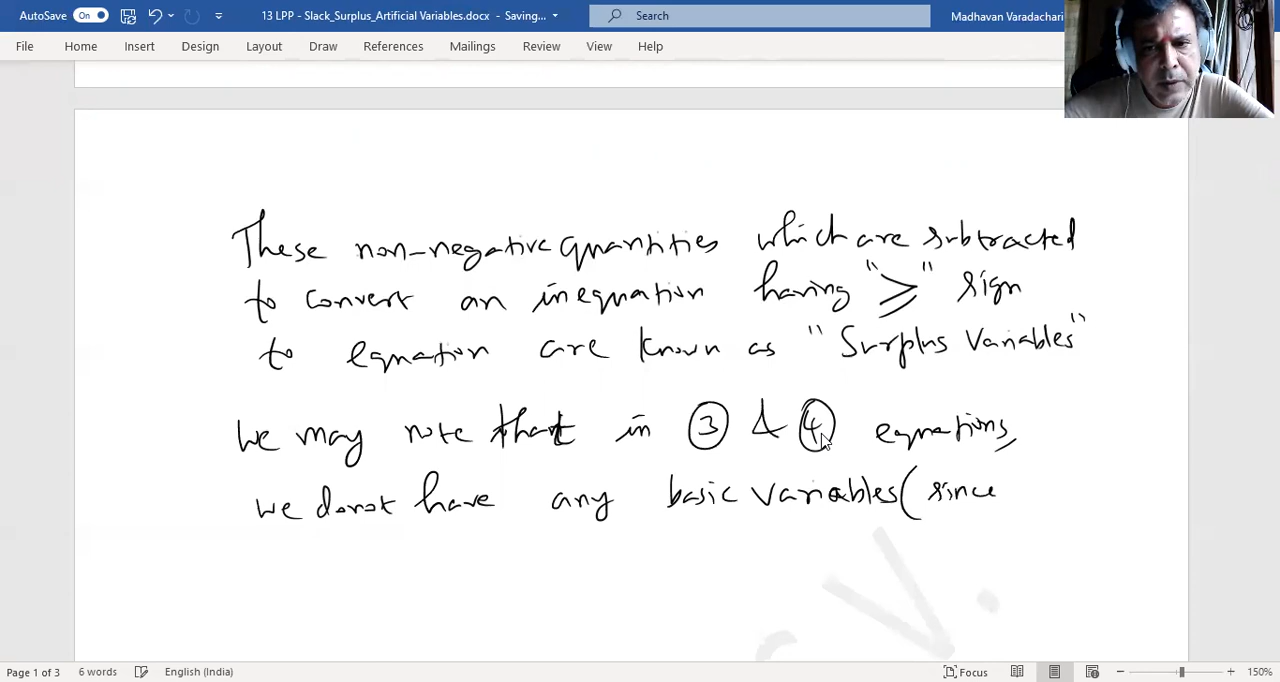 AutoSave On 13 LPP - Slack_Surplus_Artificial Variables.docx - Saving... Search Madhavan Varadachari
File Home Insert Design Layout Draw References Mailings Review View Help
These non-negative quantities which are subtracted
to convert an inequation having "≥" sign
to equation are known as "Surplus Variables"
We may note that in ③ & ④ equations,
we donot have any basic variables (since
V.
Page 1 of 3 6 words English (India) Focus 150%